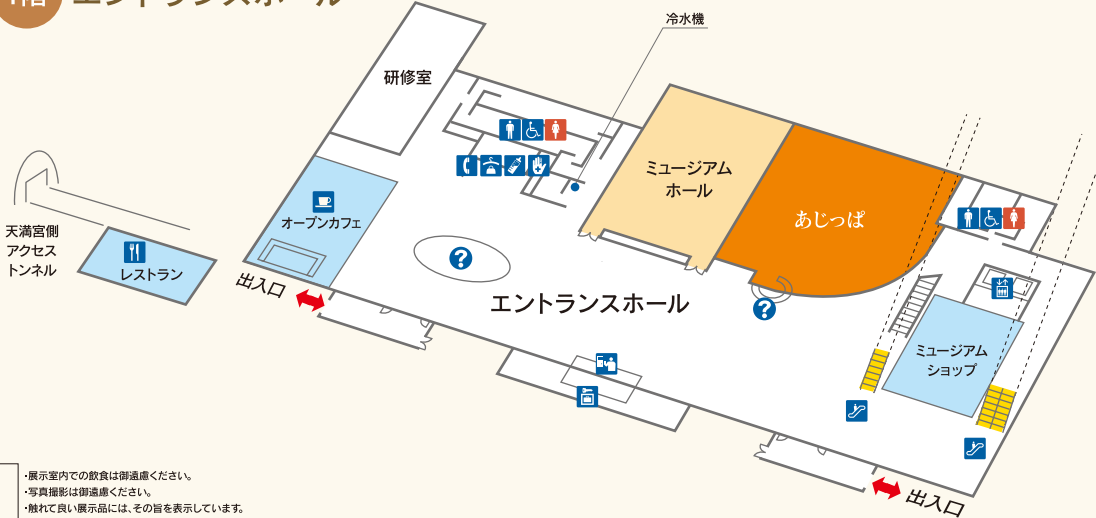 1階 エントランスホール
冷水機
研修室
ミュージアム
ホール
あじっぱ
オープンカフェ
天満宮側
アクセス
トンネル
レストラン
出入口
?
エントランスホール
?
ミュージアム
ショップ
出入口
・展示室内での飲食は御遠慮ください。
・写真撮影は御遠慮ください。
・触れて良い展示品には、その旨を表示しています。